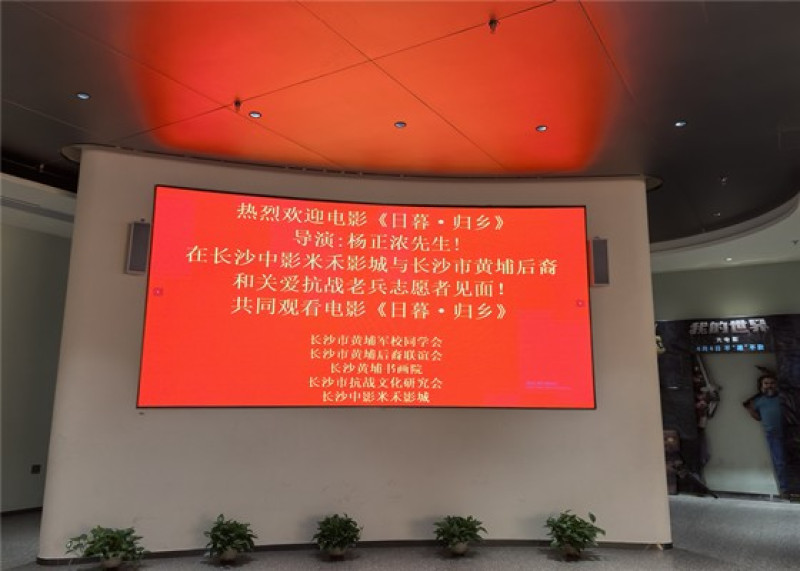 热烈欢迎电影《日暮·归乡》
导演:杨正浓先生!
在长沙中影米禾影城与长沙市黄埔后裔
和关爱抗战老兵志愿者见面!
共同观看电影《日暮·归乡》
长沙市黄埔军校同学会
长沙市黄埔后裔联谊会
长沙黄埔书画院
长沙市抗战文化研究会
长沙中影米禾影城
我的世界
大电影